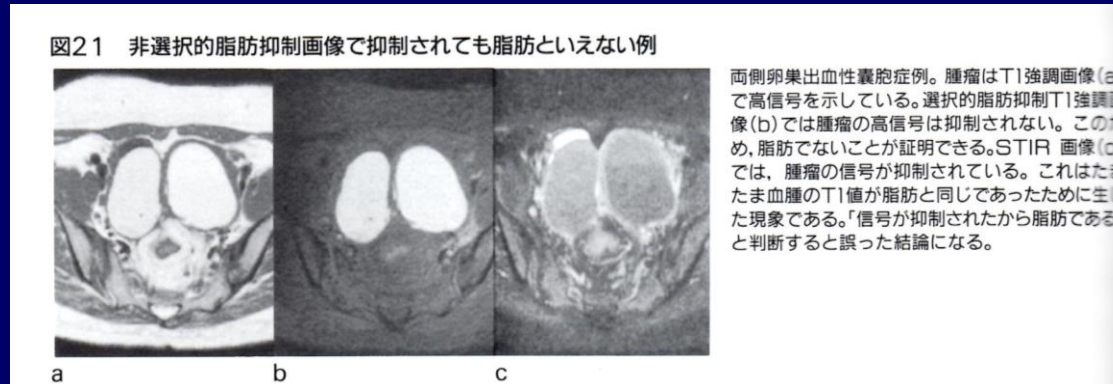 図21 非選択的脂肪抑制画像で抑制されても脂肪といえない例
両側卵巣出血性嚢胞症例。腫瘤はT1強調画像(a
で高信号を示している。選択的脂肪抑制T1強調
像(b)では腫瘤の高信号は抑制されない。この
め,脂肪でないことが証明できる。STIR 画像(c
では,腫瘤の信号が抑制されている。これはた
たま血腫のT1値が脂肪と同じであったために生
た現象である。「信号が抑制されたから脂肪である
と判断すると誤った結論になる。
a
b
c